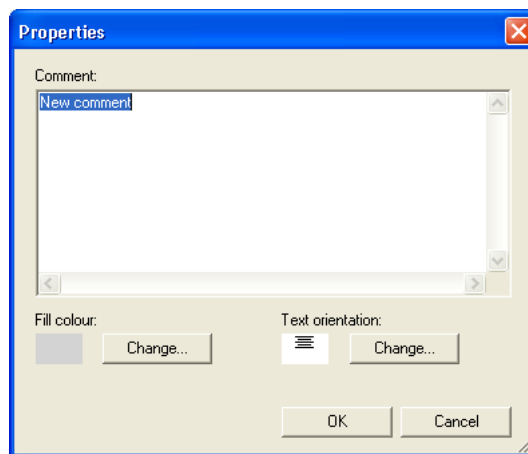 Properties
Comment:
New comment
Fill colour:
Text orientation:
Change...
Change...
OK
Cancel